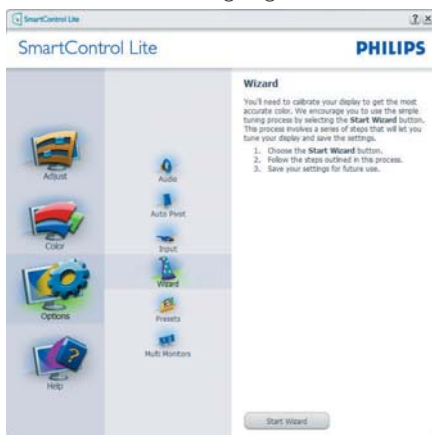 SmartControl Lite
SmartControl Lite
PHILIPS
Adjust
Color
Options
Help
Audio
Auto Pivot
Input
Wizard
Presets
Multi Monitors
Wizard
You'll need to calibrate your display to get the most
accurate color. We encourage you to use the simple
tuning process by selecting the Start Wizard button.
This process involves a series of steps that will let you
tune your display and save the settings.
1. Choose the Start Wizard button.
2. Follow the steps outlined in this process.
3. Save your settings for future use.
Start Wizard